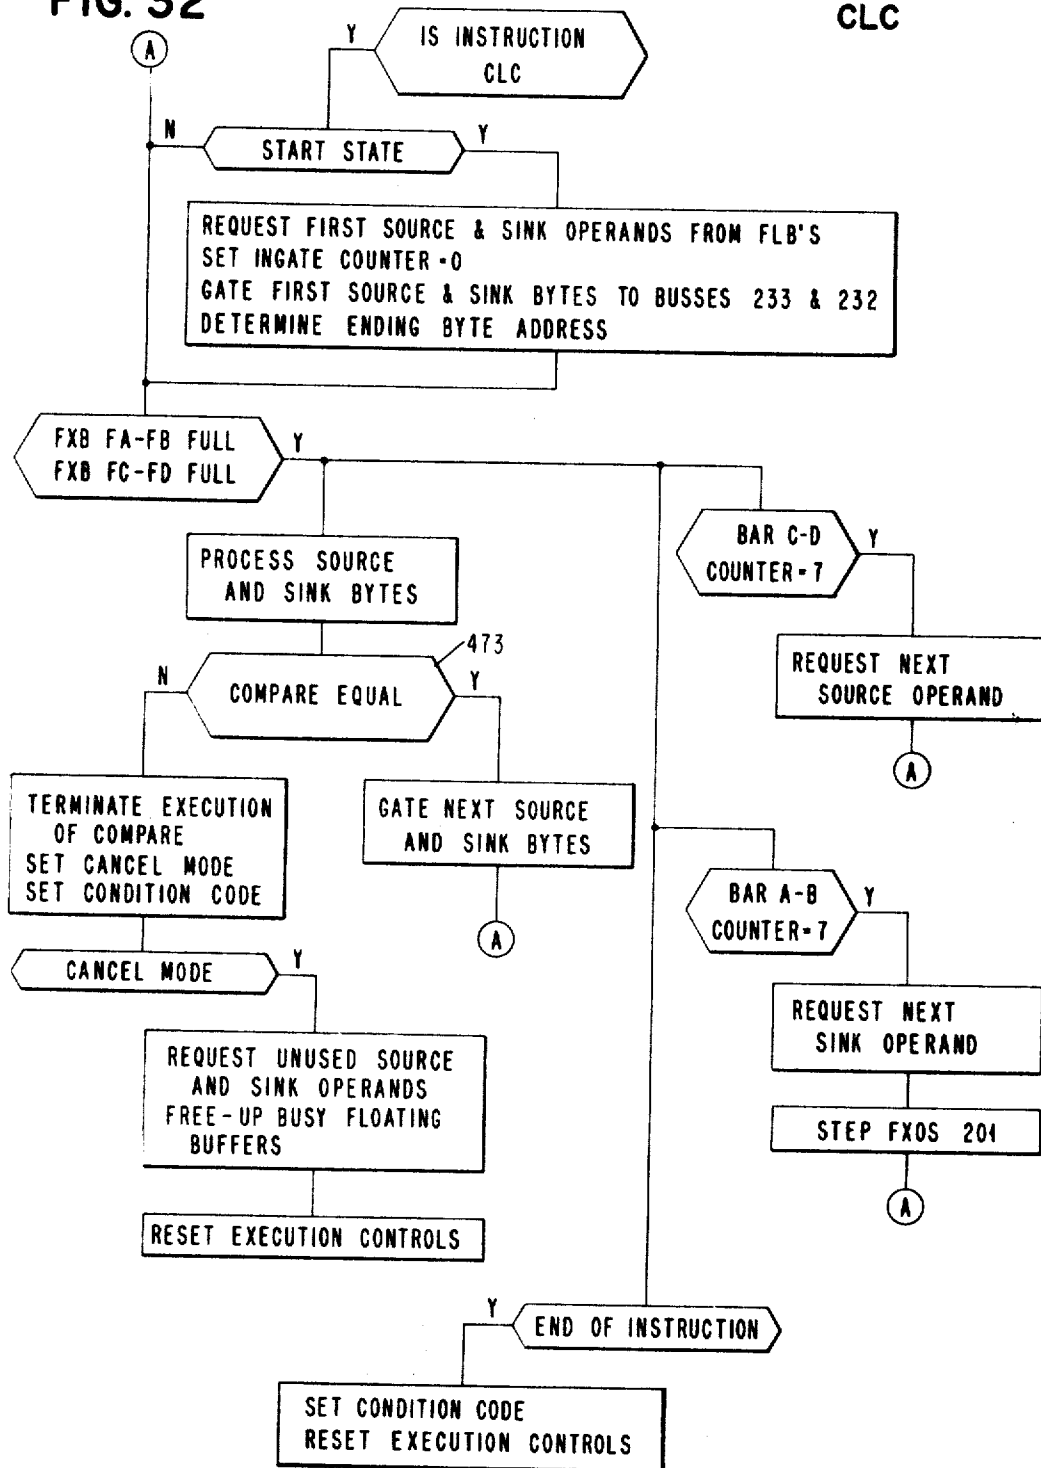 FIG. 32
CLC
A
Y
IS INSTRUCTION
CLC
N
START STATE
Y
REQUEST FIRST SOURCE & SINK OPERANDS FROM FLB'S
SET INGATE COUNTER=0
GATE FIRST SOURCE & SINK BYTES TO BUSSES 233 & 232
DETERMINE ENDING BYTE ADDRESS
FXB FA-FB FULL
FXB FC-FD FULL
Y
BAR C-D
COUNTER=7
Y
PROCESS SOURCE
AND SINK BYTES
473
REQUEST NEXT
SOURCE OPERAND
N
COMPARE EQUAL
Y
A
TERMINATE EXECUTION
OF COMPARE
SET CANCEL MODE
SET CONDITION CODE
GATE NEXT SOURCE
AND SINK BYTES
A
BAR A-B
COUNTER=7
Y
CANCEL MODE
Y
REQUEST NEXT
SINK OPERAND
REQUEST UNUSED SOURCE
AND SINK OPERANDS
FREE-UP BUSY FLOATING
BUFFERS
STEP FXOS 201
A
RESET EXECUTION CONTROLS
Y
END OF INSTRUCTION
SET CONDITION CODE
RESET EXECUTION CONTROLS